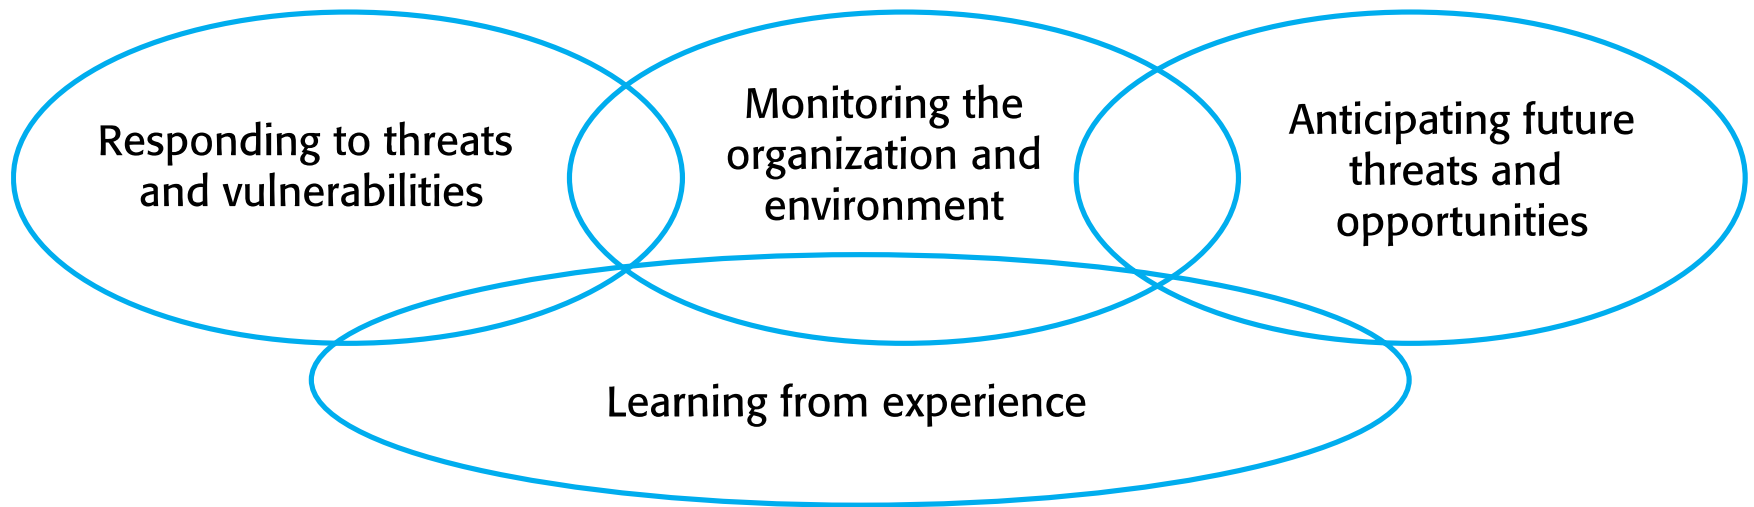 Responding to threats
and vulnerabilities
Monitoring the
organization and
environment
Anticipating future
threats and
opportunities
Learning from experience